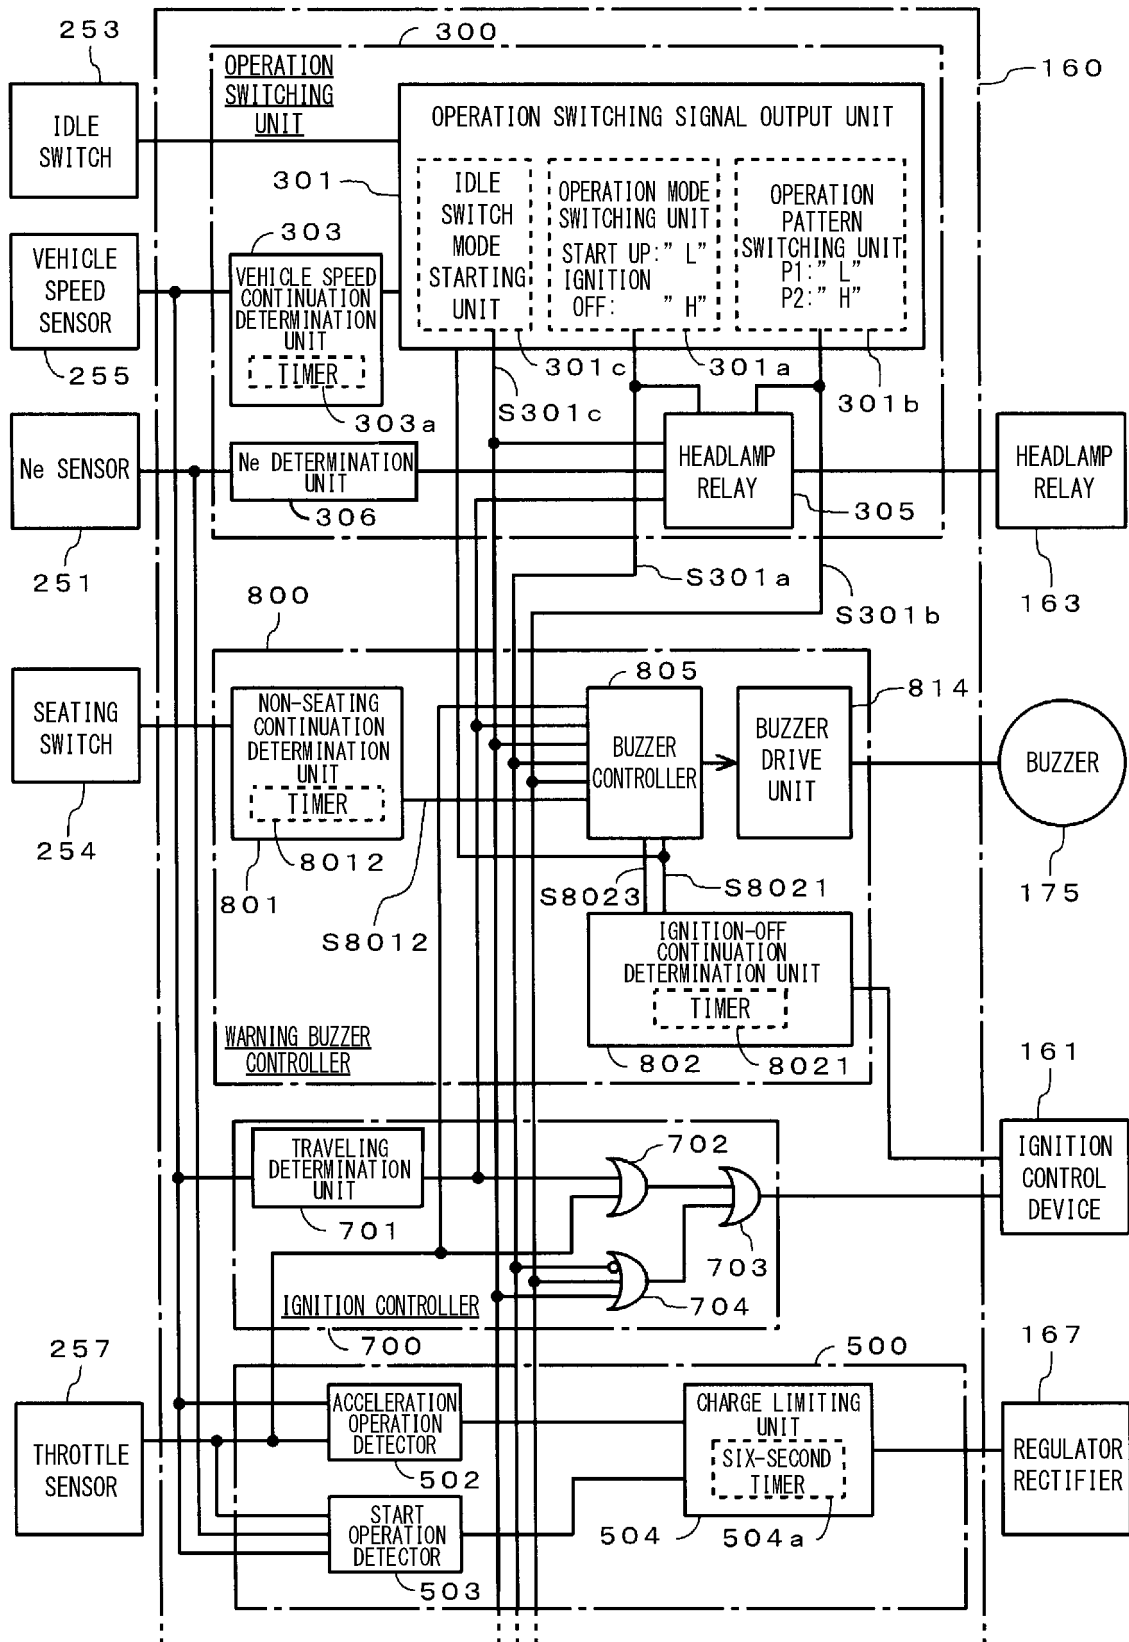 253
300
160
OPERATION
SWITCHING
UNIT
IDLE
SWITCH
OPERATION SWITCHING SIGNAL OUTPUT UNIT
301
IDLE
SWITCH
MODE
STARTING
UNIT
OPERATION MODE
SWITCHING UNIT
START UP:" L"
IGNITION
OFF: " H"
OPERATION
PATTERN
SWITCHING UNIT
P1:" L"
P2:" H"
303
VEHICLE
SPEED
SENSOR
VEHICLE SPEED
CONTINUATION
DETERMINATION
UNIT
TIMER
255
303a
301c
301a
301b
S301c
Ne SENSOR
Ne DETERMINATION
UNIT
306
HEADLAMP
RELAY
305
HEADLAMP
RELAY
251
163
S301a
S301b
800
805
814
SEATING
SWITCH
NON-SEATING
CONTINUATION
DETERMINATION
UNIT
TIMER
BUZZER
CONTROLLER
BUZZER
DRIVE
UNIT
BUZZER
254
801
8012
S8012
S8023
S8021
175
IGNITION-OFF
CONTINUATION
DETERMINATION UNIT
TIMER
802
8021
WARNING BUZZER
CONTROLLER
161
TRAVELING
DETERMINATION
UNIT
701
702
703
704
IGNITION
CONTROL
DEVICE
IGNITION CONTROLLER
700
257
500
167
THROTTLE
SENSOR
ACCELERATION
OPERATION
DETECTOR
502
CHARGE LIMITING
UNIT
SIX-SECOND
TIMER
504
504a
REGULATOR
RECTIFIER
START
OPERATION
DETECTOR
503